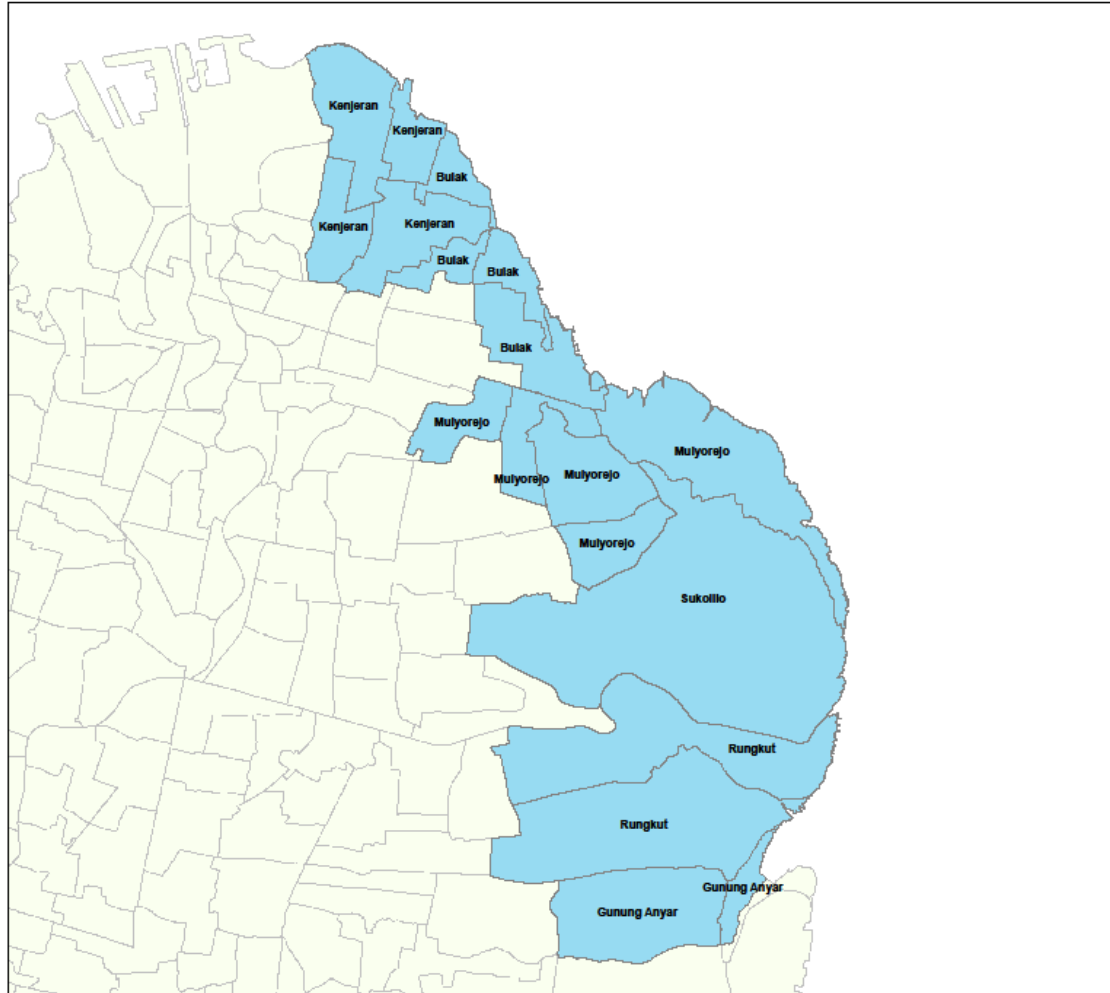 Kenjeran
Kenjeran
Bulak
Kenjeran
Kenjeran
Bulak
Bulak
Bulak
Mulyorejo
Mulyorejo
Mulyorejo
Mulyorejo
Mulyorejo
Sukolilo
Rungkut
Rungkut
Gunung Anyar
Gunung Anyar